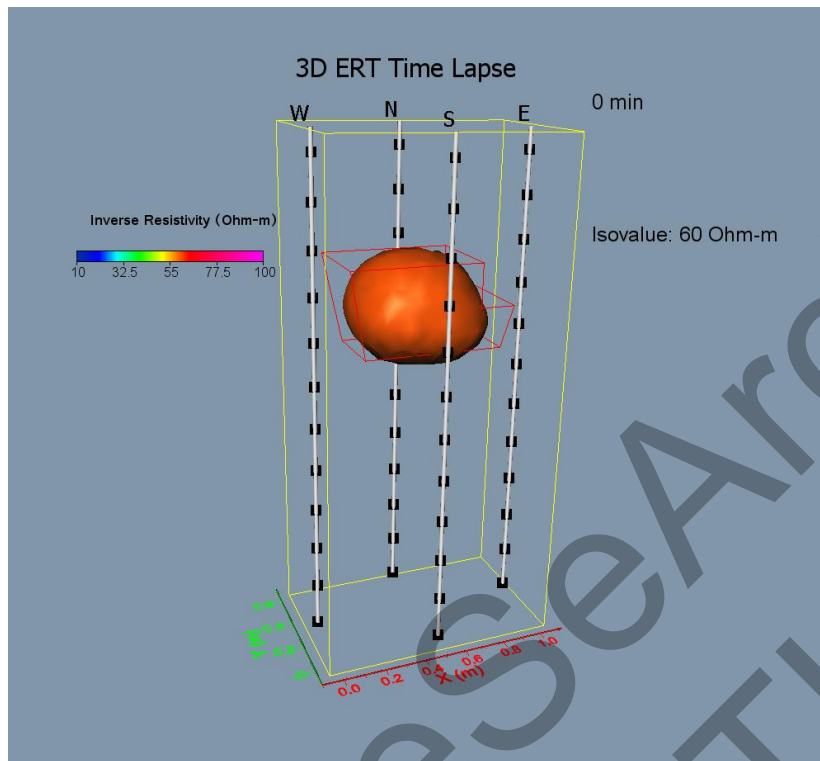 3D ERT Time Lapse
0 min
W N S E
Inverse Resistivity (Ohm-m)
Isovalue: 60 Ohm-m
10 32.5 55 77.5 100
0.0 0.2 0.4 0.6 0.8 1.0
X (m)